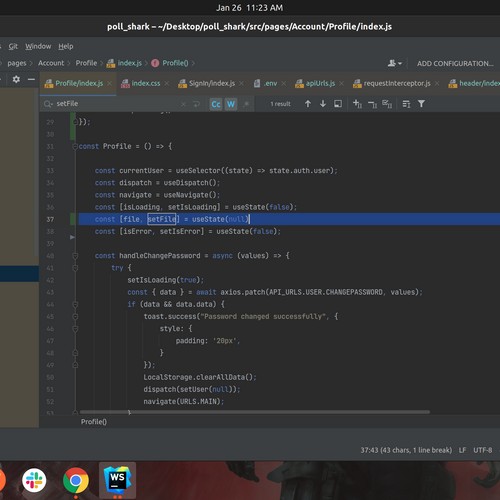 Jan 26 11:23 AM
poll_shark – ~/Desktop/poll_shark/src/pages/Account/Profile/index.js
Git Window Help
pages Account Profile index.js Profile() ADD CONFIGURATION...
Profile/index.js index.css SignIn/index.js .env apiUrls.js requestInterceptor.js header/index
setFile Cc W 1 result
29 });
30
31 const Profile = () => {
32
33 const currentUser = useSelector((state) => state.auth.user);
34 const dispatch = useDispatch();
35 const navigate = useNavigate();
36 const [isLoading, setIsLoading] = useState(false);
37 const [file, setFile] = useState(null)
38 const [isError, setIsError] = useState(false);
39
40 const handleChangePassword = async (values) => {
41 try {
42 setIsLoading(true);
43 const { data } = await axios.patch(API_URLS.USER.CHANGEPASSWORD, values);
44 if (data && data.data) {
45 toast.success("Password changed successfully", {
46 style: {
47 padding: '20px',
48 }
49 });
50 LocalStorage.clearAllData();
51 dispatch(setUser(null));
52 navigate(URLS.MAIN);
53 }
Profile()
37:43 (43 chars, 1 line break) LF UTF-8
WS